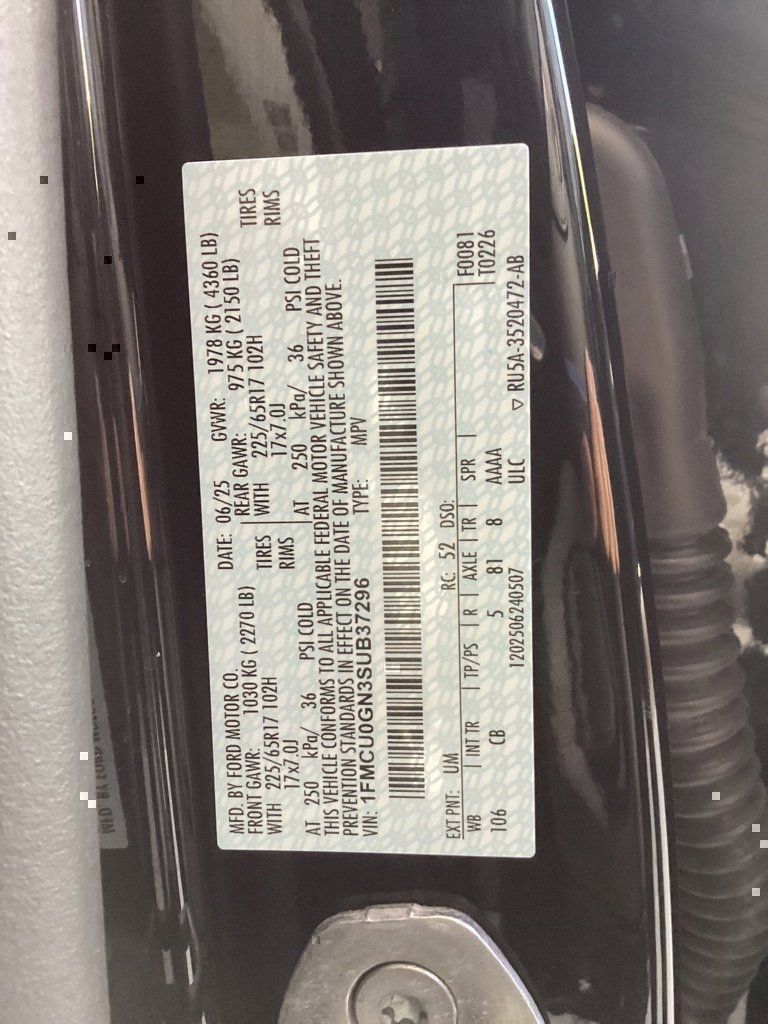 MFD. BY FORD MOTOR CO.
DATE: 06/25 GVWR: 1978 KG ( 4360 LB)
FRONT GAWR: 1030 KG ( 2270 LB)
REAR GAWR: 975 KG ( 2150 LB)
WITH 225/65R17 102H TIRES
17x7.0J RIMS
WITH 225/65R17 102H TIRES
17x7.0J RIMS
AT 250 kPa/ 36 PSI COLD
AT 250 kPa/ 36 PSI COLD
THIS VEHICLE CONFORMS TO ALL APPLICABLE FEDERAL MOTOR VEHICLE SAFETY AND THEFT
PREVENTION STANDARDS IN EFFECT ON THE DATE OF MANUFACTURE SHOWN ABOVE.
VIN: 1FMCU0GN3SUB37296 TYPE: MPV
EXT PNT: UM RC: 52 DSO: F0081
WB INT TR TP/PS R AXLE TR SPR T0226
106 CB 5 81 8 AAAA
ULC
1202506240507 ▽ RU5A-3520472-AB